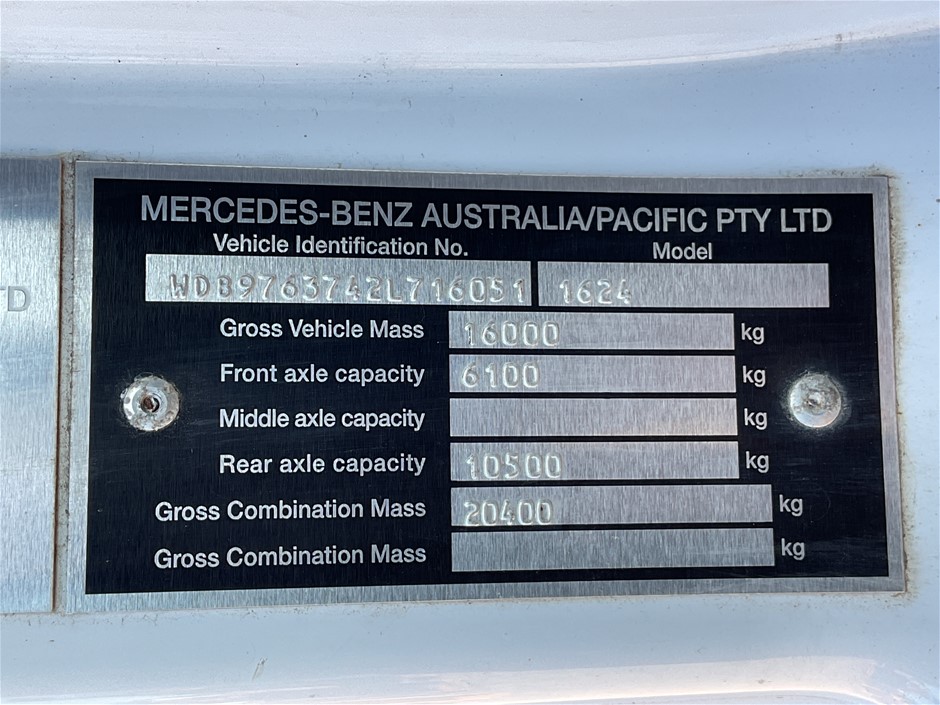 MERCEDES-BENZ AUSTRALIA/PACIFIC PTY LTD
Vehicle Identification No. Model
WDB9763742L716051 1624
Gross Vehicle Mass 16000 kg
TD
Front axle capacity 6100 kg
Middle axle capacity kg
Rear axle capacity 10500 kg
Gross Combination Mass 20400 kg
Gross Combination Mass kg